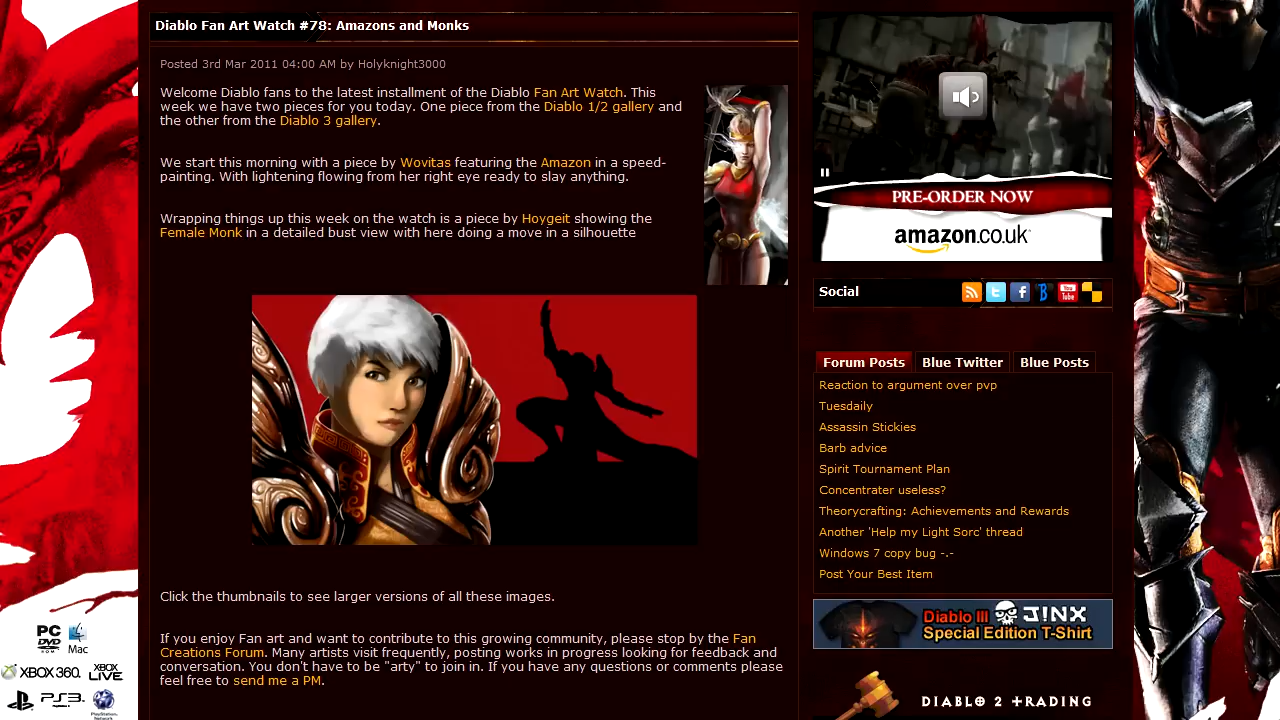 Diablo Fan Art Watch #78: Amazons and Monks
Posted 3rd Mar 2011 04:00 AM by Holyknight3000
Welcome Diablo fans to the latest installment of the Diablo Fan Art Watch. This
week we have two pieces for you today. One piece from the Diablo 1/2 gallery and
the other from the Diablo 3 gallery.
We start this morning with a piece by Wovitas featuring the Amazon in a speed-
painting. With lightening flowing from her right eye ready to slay anything.
Wrapping things up this week on the watch is a piece by Hoygeit showing the
Female Monk in a detailed bust view with here doing a move in a silhouette
Click the thumbnails to see larger versions of all these images.
If you enjoy Fan art and want to contribute to this growing community, please stop by the Fan
Creations Forum. Many artists visit frequently, posting works in progress looking for feedback and
conversation. You don't have to be "arty" to join in. If you have any questions or comments please
feel free to send me a PM.
PRE-ORDER NOW
amazon.co.uk
Social
You
Tube
Forum Posts
Blue Twitter
Blue Posts
Reaction to argument over pvp
Tuesdaily
Assassin Stickies
Barb advice
Spirit Tournament Plan
Concentrater useless?
Theorycrafting: Achievements and Rewards
Another 'Help my Light Sorc' thread
Windows 7 copy bug -.-
Post Your Best Item
Diablo III J!NX
Special Edition T-Shirt
DIABLO 2 TRADING
PC
DVD
ROM
Mac
XBOX 360.
XBOX
LIVE
PS3
PlayStation
Network